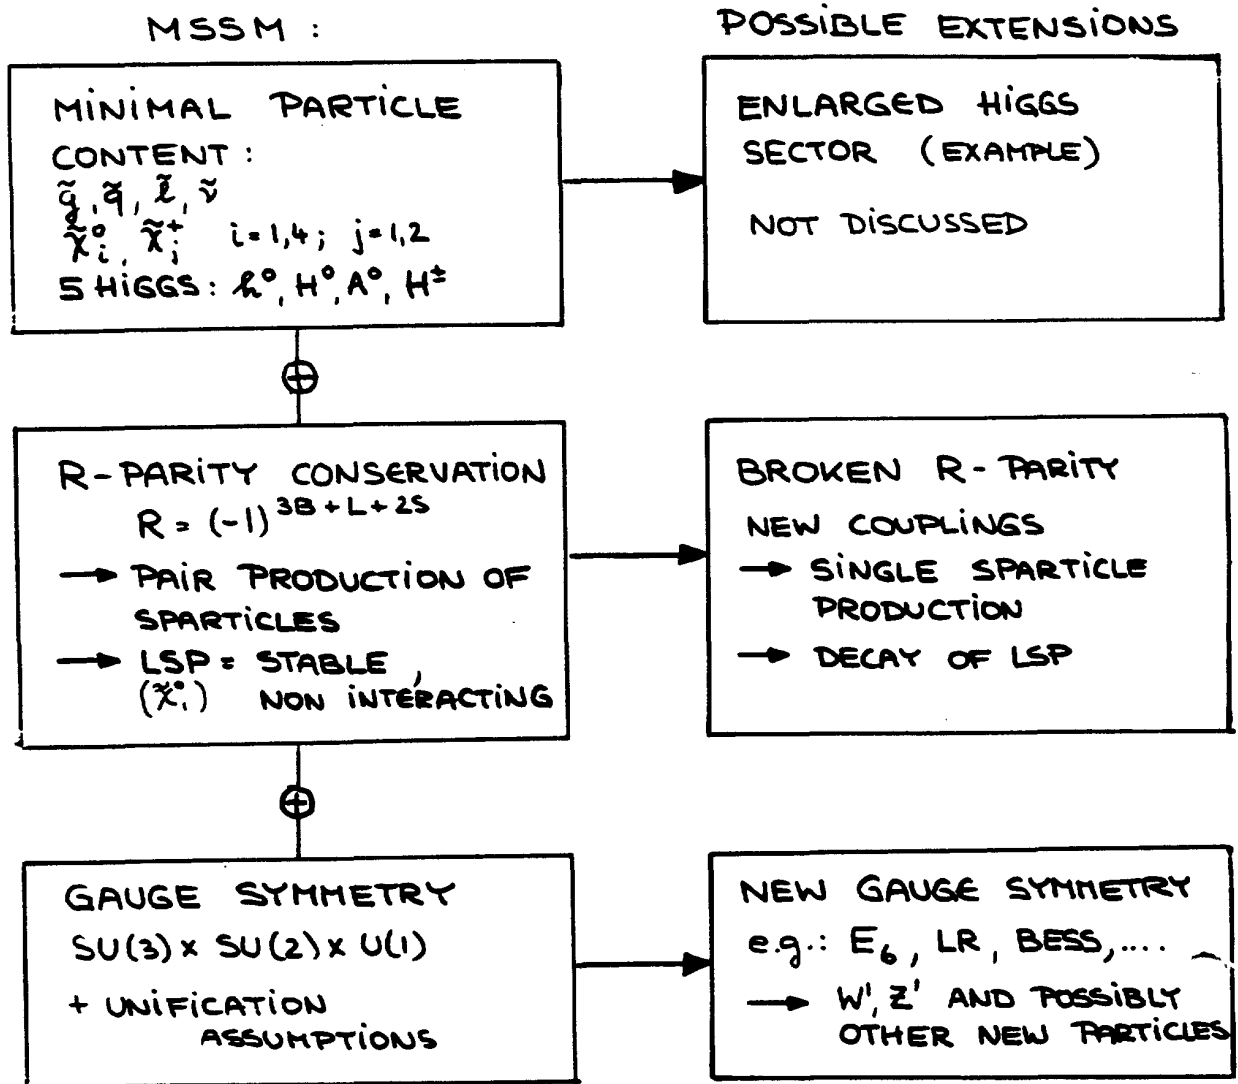 MSSM :
MINIMAL PARTICLE
CONTENT :
g̃, q̃, l̃, ν̃
χ̃ᵢ⁰, χ̃ⱼ⁺ i=1,4; j=1,2
5 HIGGS : h⁰, H⁰, A⁰, H±
⊕
R-PARITY CONSERVATION
R = (-1)^3B+L+2S
→ PAIR PRODUCTION OF
SPARTICLES
→ LSP = STABLE,
(χ̃₁⁰) NON INTERACTING
⊕
GAUGE SYMMETRY
SU(3) x SU(2) x U(1)
+ UNIFICATION
ASSUMPTIONS
POSSIBLE EXTENSIONS
ENLARGED HIGGS
SECTOR (EXAMPLE)
NOT DISCUSSED
BROKEN R-PARITY
NEW COUPLINGS
→ SINGLE SPARTICLE
PRODUCTION
→ DECAY OF LSP
NEW GAUGE SYMMETRY
e.g.: E₆, LR, BESS,....
→ W', Z' AND POSSIBLY
OTHER NEW PARTICLES